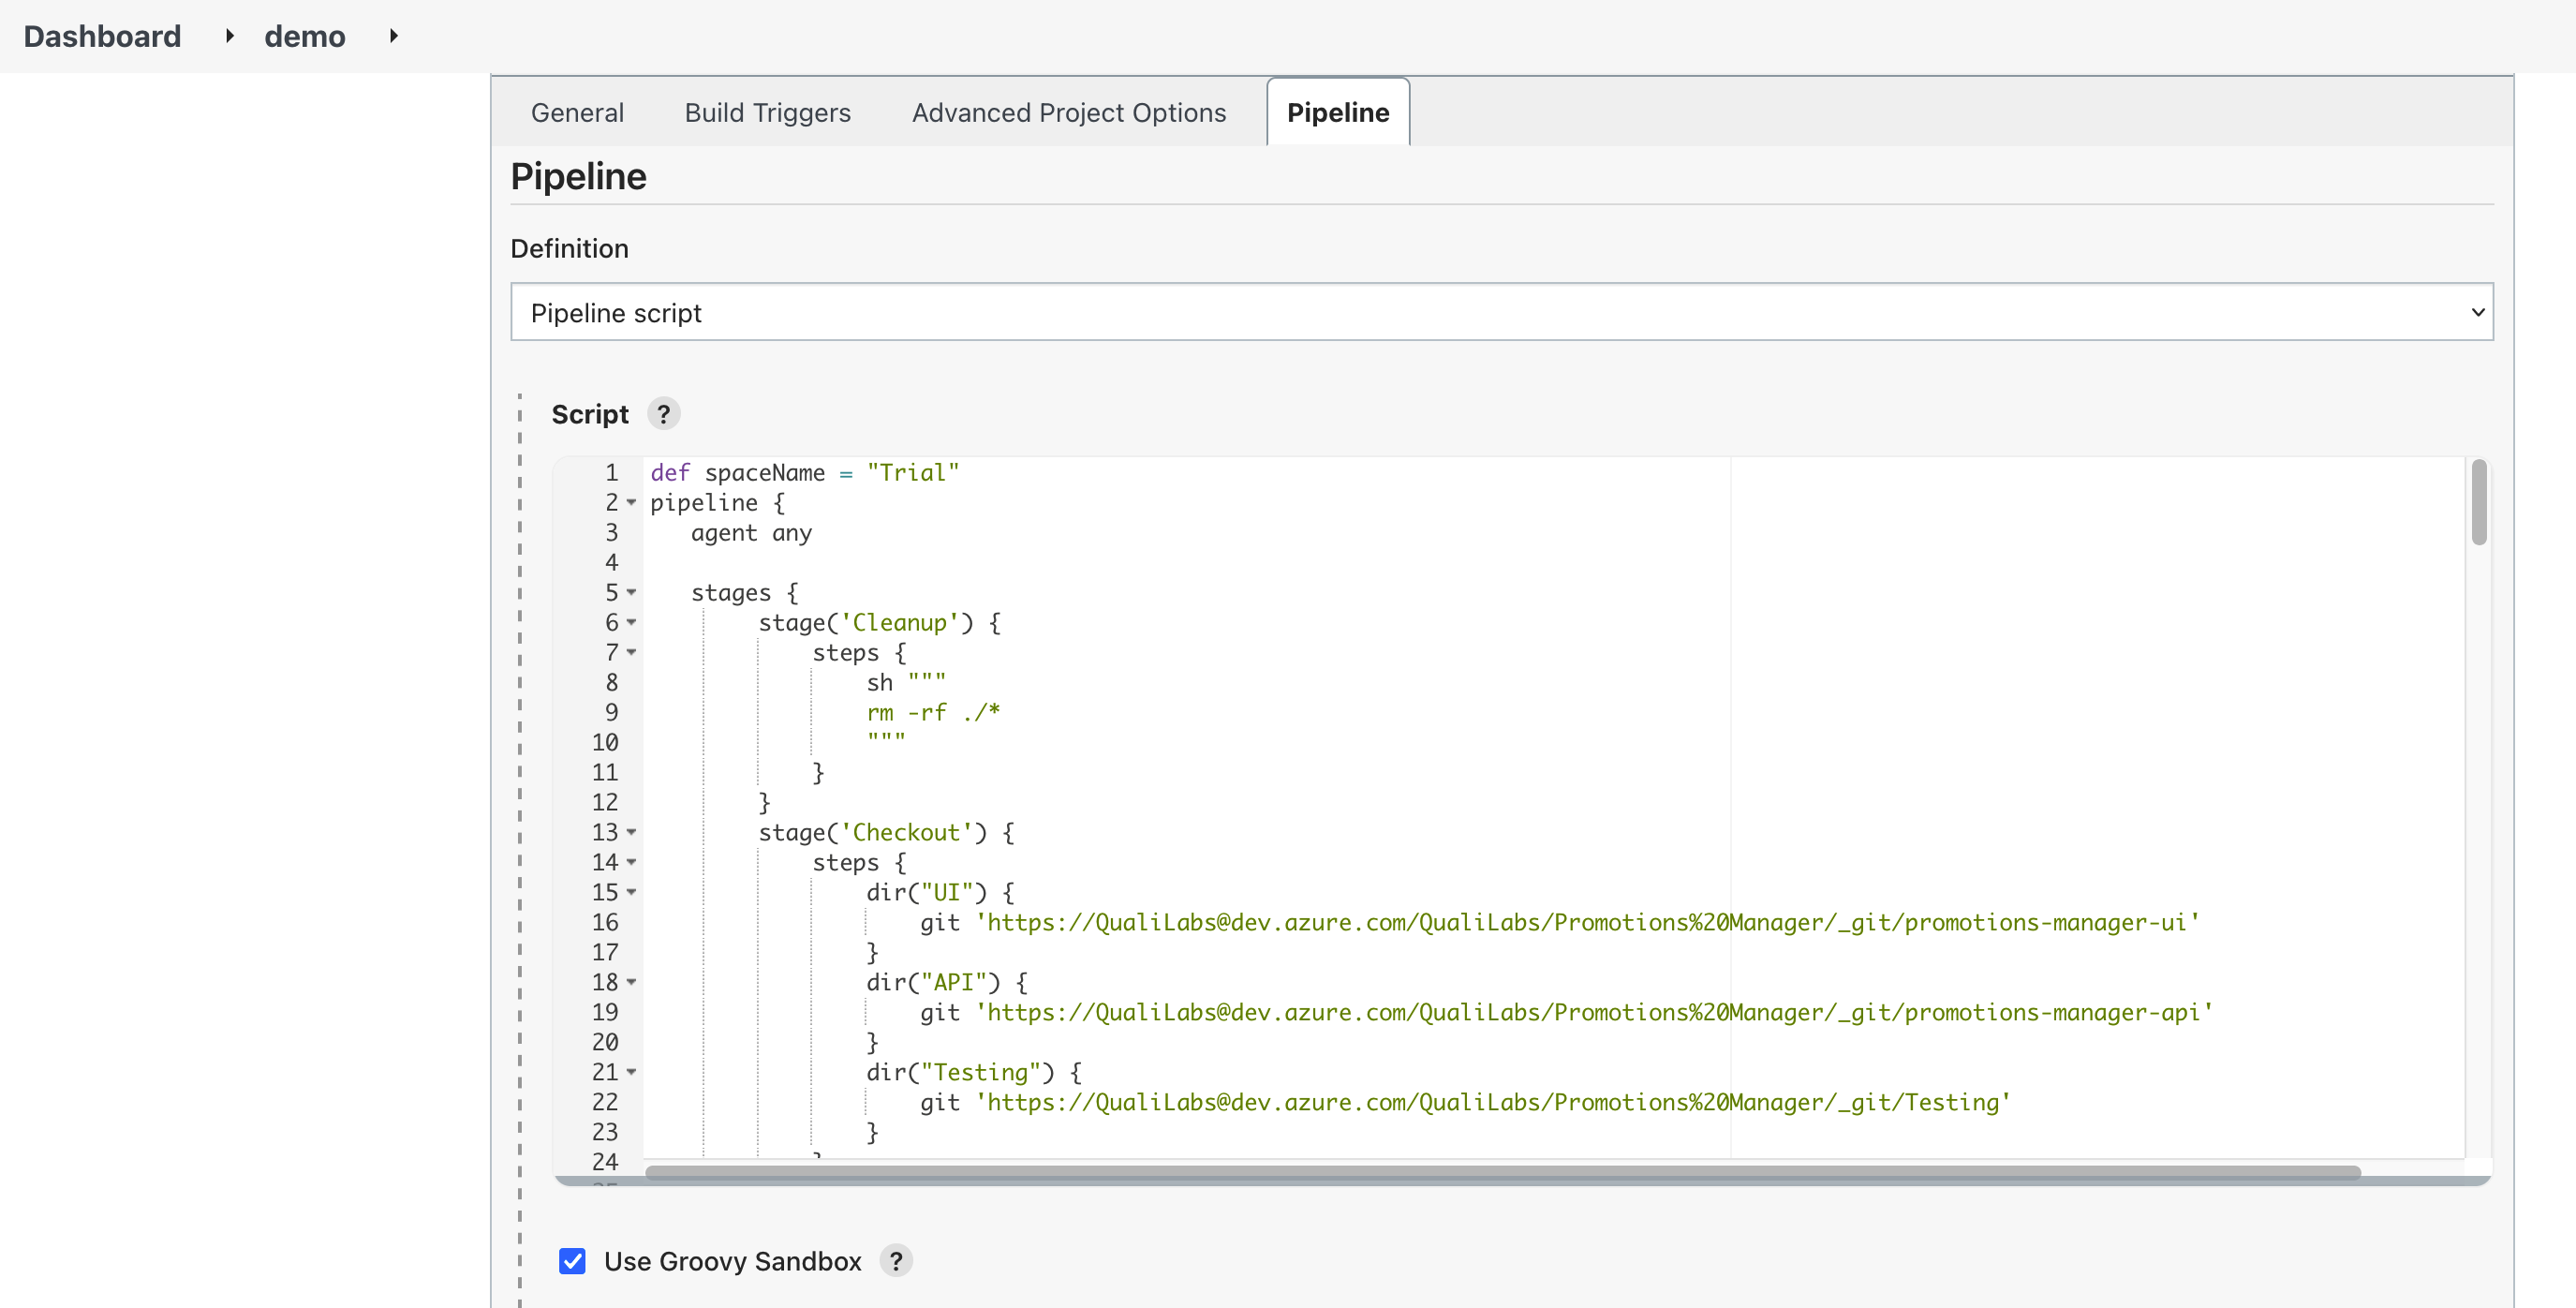 Dashboard demo
General Build Triggers Advanced Project Options Pipeline
Pipeline
Definition
Pipeline script
Script ?
1 def spaceName = "Trial"
2 pipeline {
3 agent any
4
5 stages {
6 stage('Cleanup') {
7 steps {
8 sh """
9 rm -rf ./*
10 """
11 }
12 }
13 stage('Checkout') {
14 steps {
15 dir("UI") {
16 git 'https://QualiLabs@dev.azure.com/QualiLabs/Promotions%20Manager/_git/promotions-manager-ui'
17 }
18 dir("API") {
19 git 'https://QualiLabs@dev.azure.com/QualiLabs/Promotions%20Manager/_git/promotions-manager-api'
20 }
21 dir("Testing") {
22 git 'https://QualiLabs@dev.azure.com/QualiLabs/Promotions%20Manager/_git/Testing'
23 }
24
Use Groovy Sandbox ?